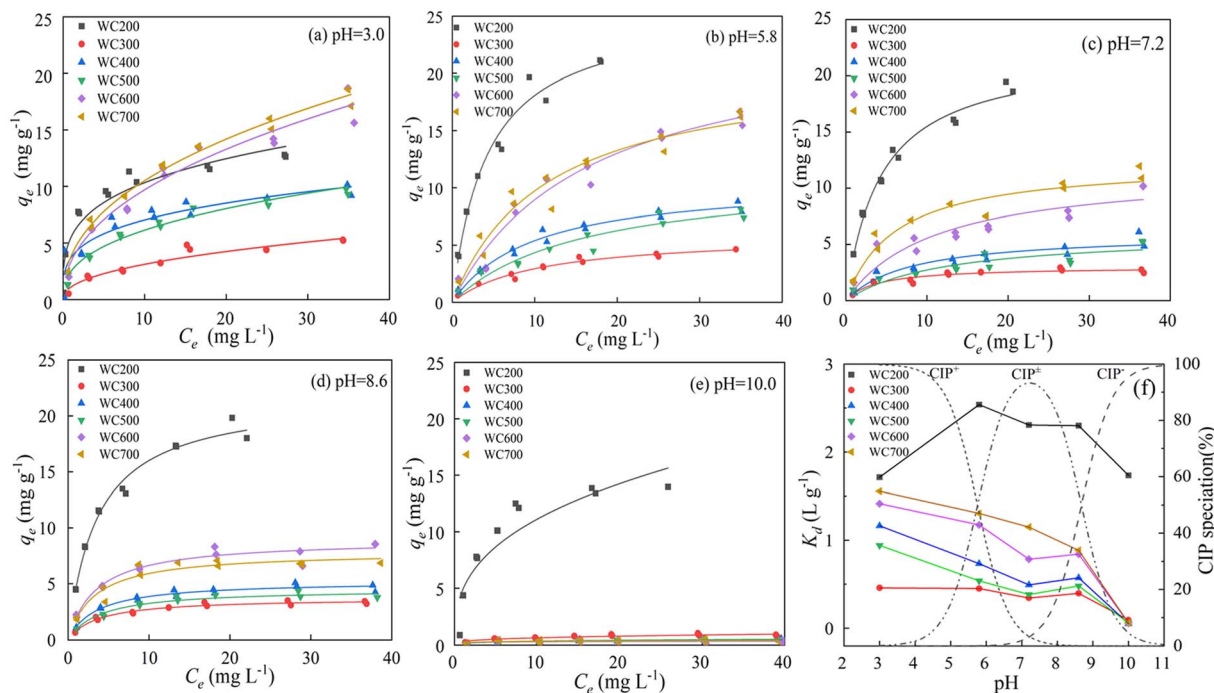 (a) pH=3.0
WC200
WC300
WC400
WC500
WC600
WC700
25
20
15
10
5
0
0 10 20 30 40
qe (mg g-1)
Ce (mg L-1)
(b) pH=5.8
WC200
WC300
WC400
WC500
WC600
WC700
25
20
15
10
5
0
0 10 20 30 40
qe (mg g-1)
Ce (mg L-1)
(c) pH=7.2
WC200
WC300
WC400
WC500
WC600
WC700
25
20
15
10
5
0
0 10 20 30 40
qe (mg g-1)
Ce (mg L-1)
(d) pH=8.6
WC200
WC300
WC400
WC500
WC600
WC700
25
20
15
10
5
0
0 10 20 30 40
qe (mg g-1)
Ce (mg L-1)
(e) pH=10.0
WC200
WC300
WC400
WC500
WC600
WC700
25
20
15
10
5
0
0 10 20 30 40
qe (mg g-1)
Ce (mg L-1)
CIP+ CIP± CIP-
(f)
WC200
WC300
WC400
WC500
WC600
WC700
3
2
1
0
Kd (L g-1)
100
80
60
40
20
0
CIP speciation(%)
2 3 4 5 6 7 8 9 10 11
pH